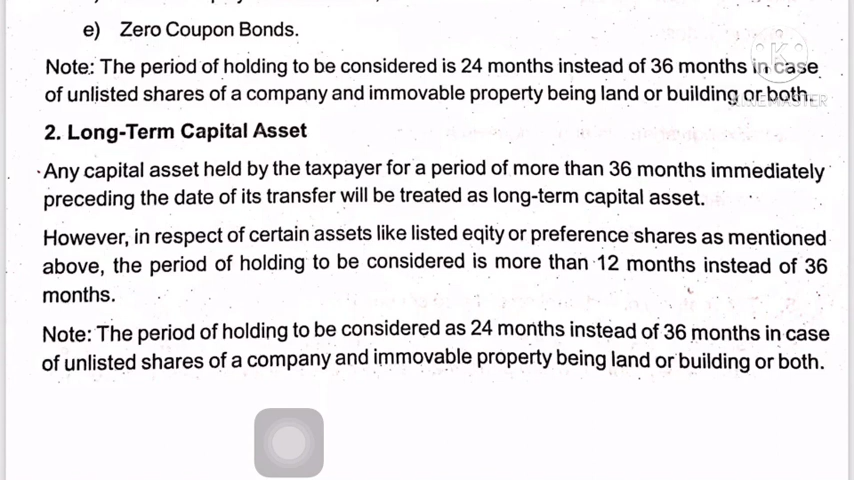 e) Zero Coupon Bonds.
Note: The period of holding to be considered is 24 months instead of 36 months in case
of unlisted shares of a company and immovable property being land or building or both.
2. Long-Term Capital Asset
Any capital asset held by the taxpayer for a period of more than 36 months immediately
preceding the date of its transfer will be treated as long-term capital asset.
However, in respect of certain assets like listed eqity or preference shares as mentioned
above, the period of holding to be considered is more than 12 months instead of 36
months.
Note: The period of holding to be considered as 24 months instead of 36 months in case
of unlisted shares of a company and immovable property being land or building or both.